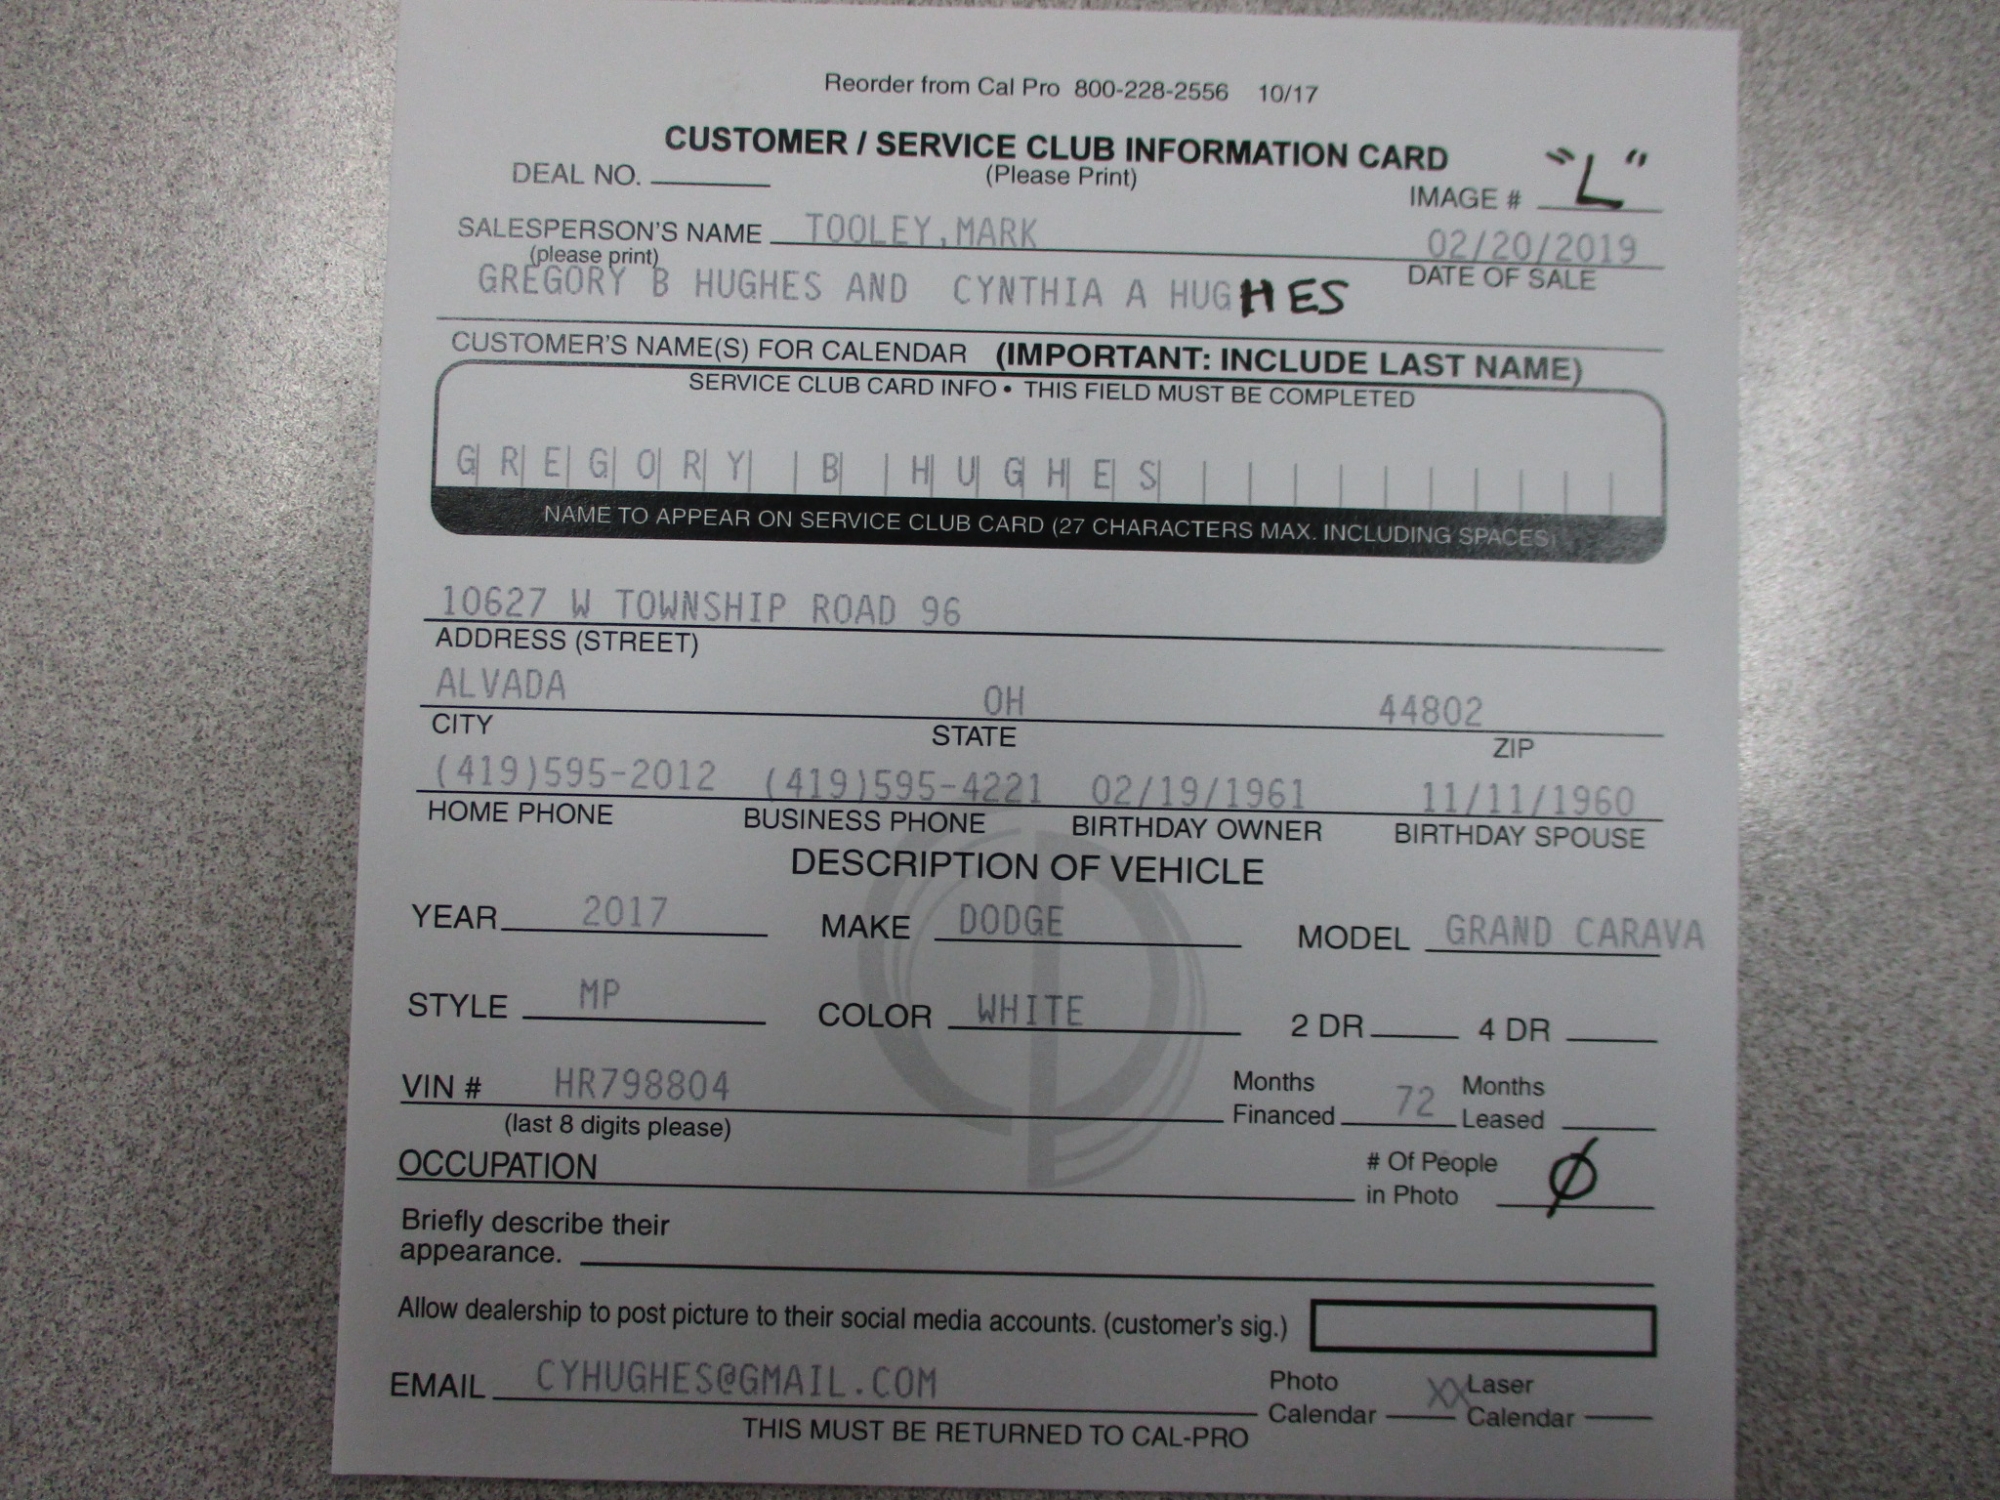 Reorder from Cal Pro 800-228-2556 10/17
CUSTOMER / SERVICE CLUB INFORMATION CARD
DEAL NO. (Please Print) IMAGE # "L"
SALESPERSON'S NAME TOOLEY,MARK 02/20/2019
(please print) DATE OF SALE
GREGORY B HUGHES AND CYNTHIA A HUGHES
CUSTOMER'S NAME(S) FOR CALENDAR (IMPORTANT: INCLUDE LAST NAME)
SERVICE CLUB CARD INFO • THIS FIELD MUST BE COMPLETED
GREGORY B HUGHES
NAME TO APPEAR ON SERVICE CLUB CARD (27 CHARACTERS MAX. INCLUDING SPACES)
10627 W TOWNSHIP ROAD 96
ADDRESS (STREET)
ALVADA OH 44802
CITY STATE ZIP
(419)595-2012 (419)595-4221 02/19/1961 11/11/1960
HOME PHONE BUSINESS PHONE BIRTHDAY OWNER BIRTHDAY SPOUSE
DESCRIPTION OF VEHICLE
YEAR 2017 MAKE DODGE MODEL GRAND CARAVA
STYLE MP COLOR WHITE 2 DR 4 DR
VIN # HR798804 Months Financed 72 Months Leased
(last 8 digits please)
OCCUPATION # Of People in Photo Ø
Briefly describe their
appearance.
Allow dealership to post picture to their social media accounts. (customer's sig.)
EMAIL CYHUGHES@GMAIL.COM Photo Calendar XX Laser Calendar
THIS MUST BE RETURNED TO CAL-PRO